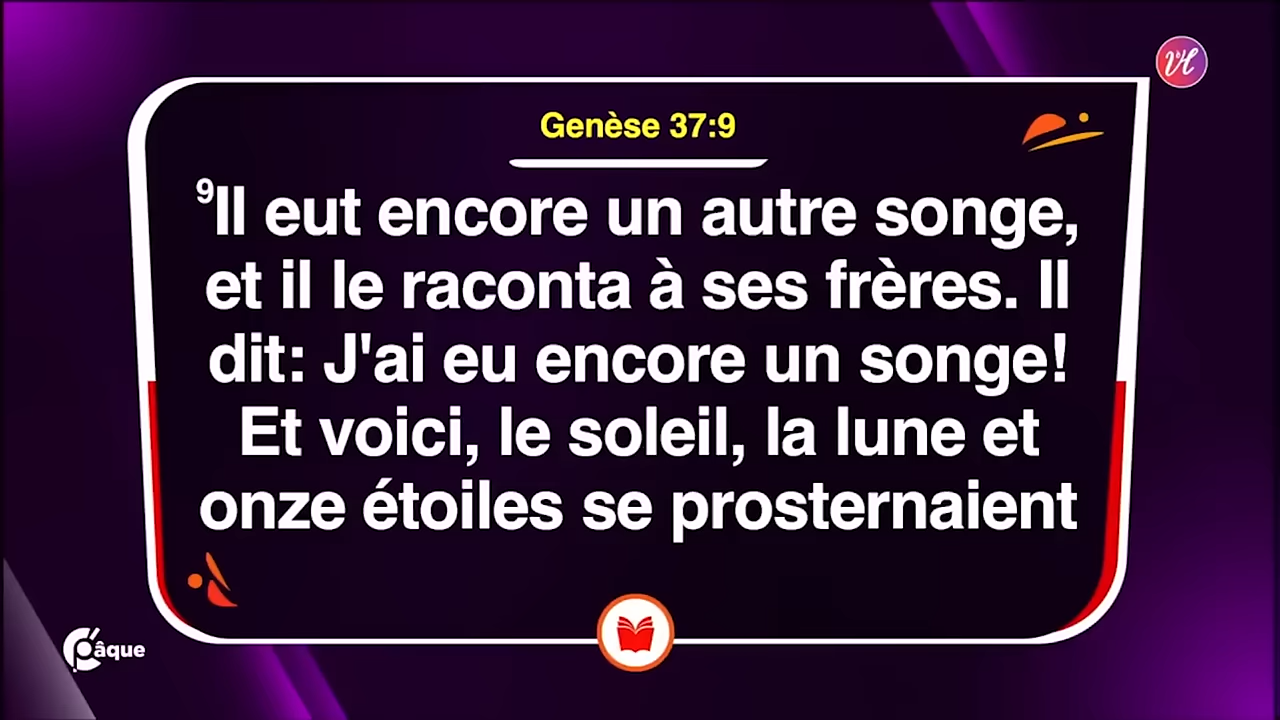 Genèse 37:9
⁹Il eut encore un autre songe,
et il le raconta à ses frères. Il
dit: J'ai eu encore un songe!
Et voici, le soleil, la lune et
onze étoiles se prosternaient
Pâque